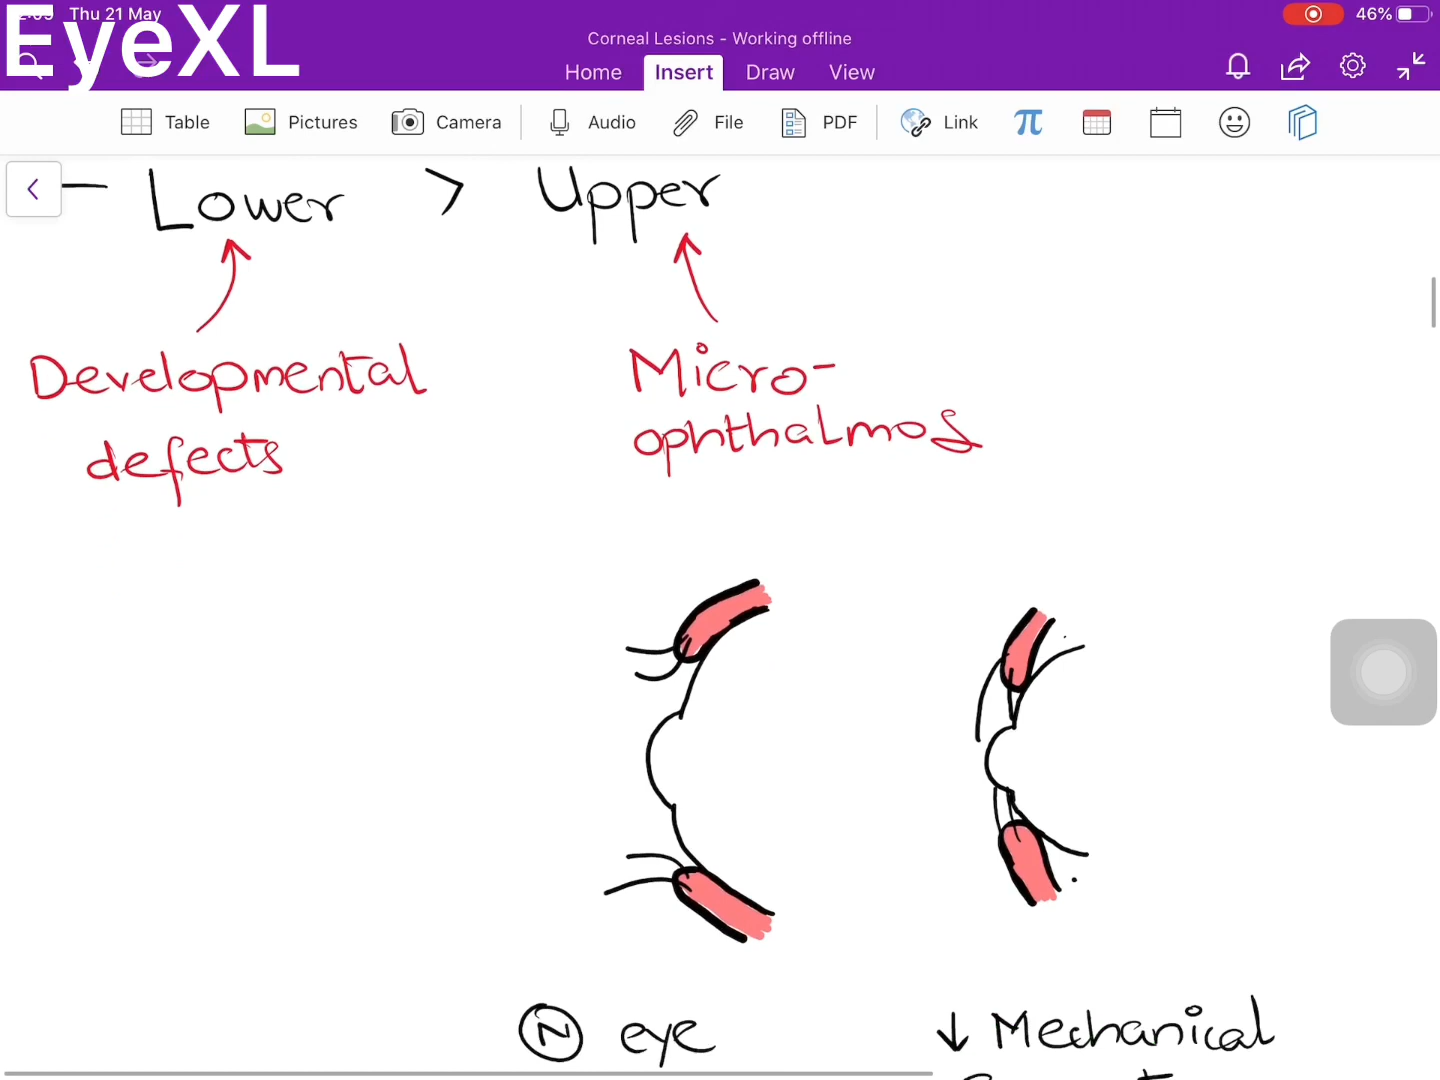 Thu 21 May
46%
EyeXL
Corneal Lesions - Working offline
Home Insert Draw View
Table Pictures Camera Audio File PDF Link π
- Lower > Upper
Developmental
defects
Micro-
ophthalmos
N eye
↓ Mechanical